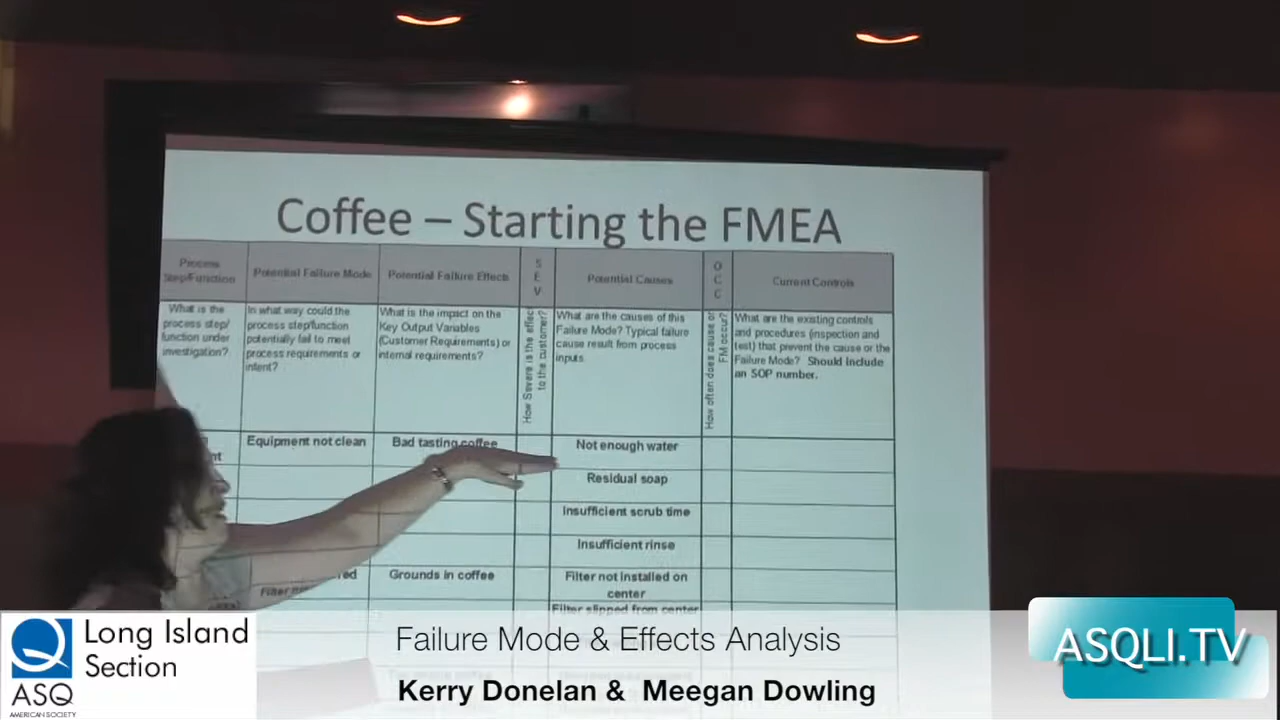 Coffee – Starting the FMEA
Process
Step/Function
Potential Failure Mode
Potential Failure Effects
SEV
Potential Causes
OCC
Current Controls
What is the
process step/
function under
investigation?
In what way could the
process step/function
potentially fail to meet
process requirements or
intent?
What is the impact on the
Key Output Variables
(Customer Requirements) or
internal requirements?
How Severe is the effect
to the customer?
What are the causes of this
Failure Mode? Typical failure
cause result from process
inputs
How often does cause or
FM occur?
What are the existing controls
and procedures (inspection and
test) that prevent the cause or the
Failure Mode? Should include
an SOP number.
Equipment not clean
Bad tasting coffee
Not enough water
Residual soap
Insufficient scrub time
Insufficient rinse
Grounds in coffee
Filter not installed on
center
Filter slipped from center
Long Island
Section
ASQ
AMERICAN SOCIETY
Failure Mode & Effects Analysis
Kerry Donelan & Meegan Dowling
ASQLI.TV